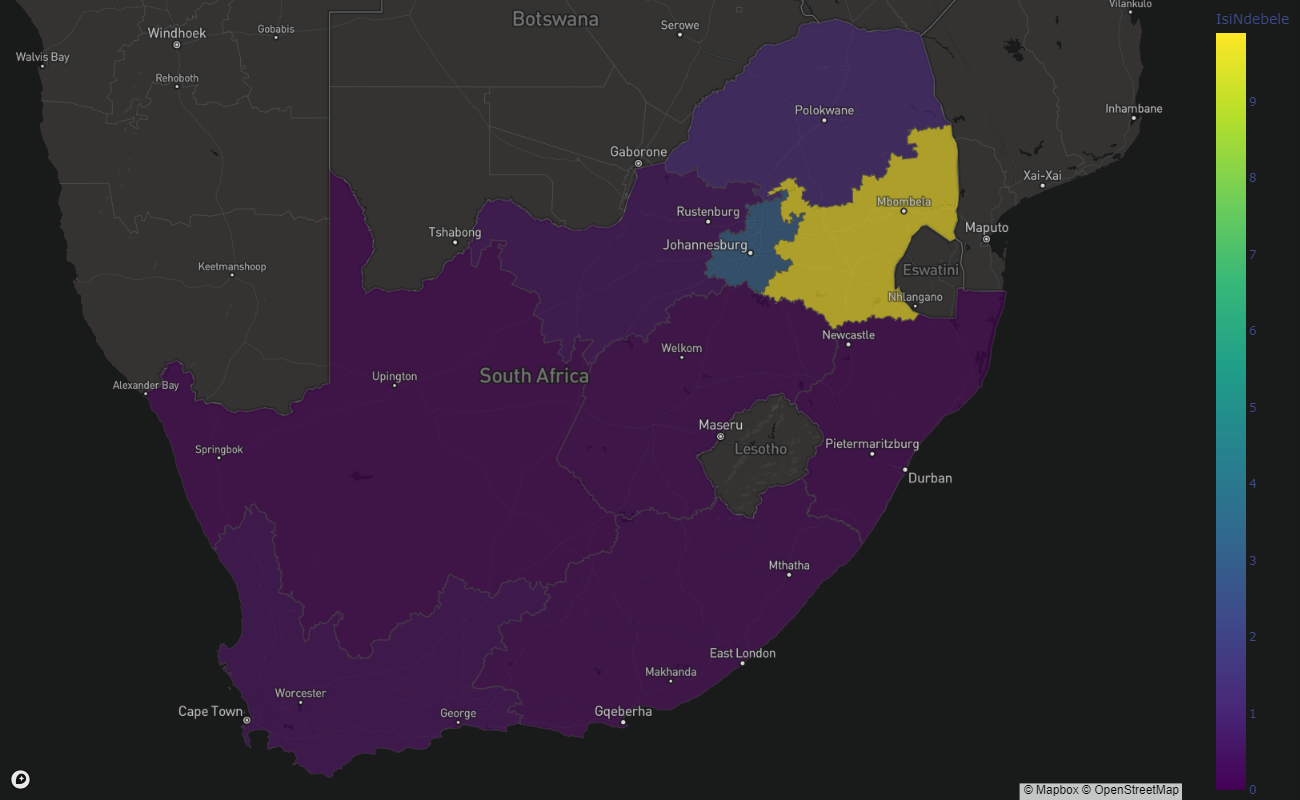 Vilankulo
Botswana
IsiNdebele
Serowe
Gobabis
Windhoek
Walvis Bay
Rehoboth
9
Polokwane
Inhambane
Gaborone
Xai-Xai
8
Mbombela
Rustenburg
Maputo
Tshabong
Johannesburg
7
Keetmanshoop
Eswatini
Nhlangano
6
Newcastle
Welkom
Upington
South Africa
Alexander Bay
5
Maseru
Pietermaritzburg
Springbok
Lesotho
Durban
4
3
Mthatha
2
East London
Makhanda
Worcester
Cape Town
George
Gqeberha
1
0
© Mapbox © OpenStreetMap